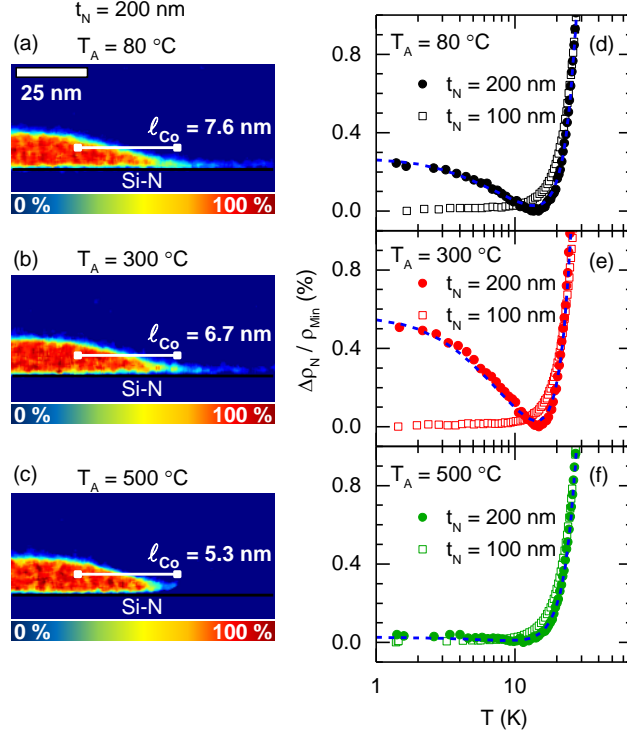 t_N = 200 nm
(a) T_A = 80 °C
25 nm
ℓ_Co = 7.6 nm
Si-N
0 % 100 %
(b) T_A = 300 °C
ℓ_Co = 6.7 nm
Si-N
0 % 100 %
(c) T_A = 500 °C
ℓ_Co = 5.3 nm
Si-N
0 % 100 %
Δρ_N / ρ_Min (%)
T_A = 80 °C (d)
t_N = 200 nm
t_N = 100 nm
0.8
0.4
0.0
T_A = 300 °C (e)
t_N = 200 nm
t_N = 100 nm
0.8
0.4
0.0
T_A = 500 °C (f)
t_N = 200 nm
t_N = 100 nm
0.8
0.4
0.0
1 10
T (K)